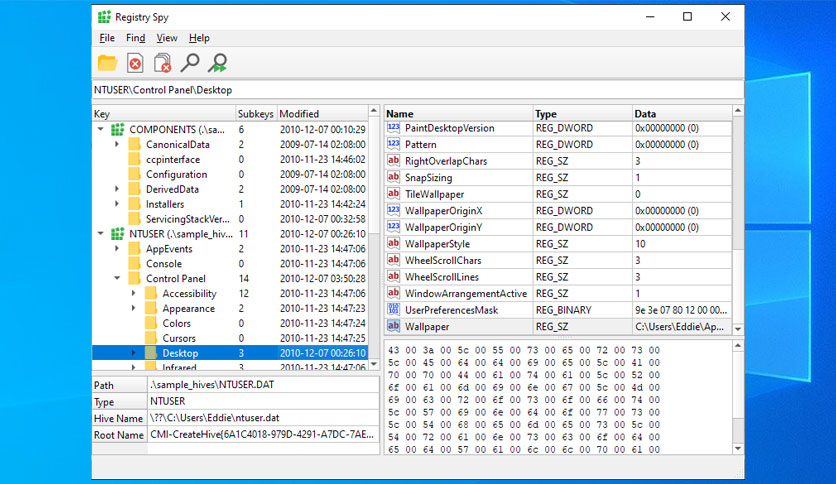 Registry Spy
File Find View Help
NTUSER\Control Panel\Desktop
Key Subkeys Modified
COMPONENTS (.\sa... 6 2010-12-07 00:10:29
CanonicalData 2 2009-07-14 02:08:00
ccpinterface 0 2010-11-23 14:46:02
Configuration 0 2009-07-14 02:08:00
DerivedData 2 2009-07-14 02:08:00
Installers 1 2010-11-23 14:42:24
ServicingStackVer... 0 2010-12-07 00:32:58
NTUSER (.\sample_hiv... 11 2010-12-07 00:26:10
AppEvents 2 2010-11-23 14:47:06
Console 0 2010-11-23 14:47:06
Control Panel 14 2010-12-07 03:50:28
Accessibility 12 2010-11-23 14:47:06
Appearance 2 2010-11-23 14:47:23
Colors 0 2010-11-23 14:47:24
Cursors 0 2010-11-23 14:47:25
Desktop 3 2010-12-07 00:26:10
Infrared 3 2010-11-23 14:47:06
Name Type Data
123 PaintDesktopVersion REG_DWORD 0x00000000 (0)
123 Pattern REG_DWORD 0x00000000 (0)
ab RightOverlapChars REG_SZ 3
ab SnapSizing REG_SZ 1
ab TileWallpaper REG_SZ 0
123 WallpaperOriginX REG_DWORD 0x00000000 (0)
123 WallpaperOriginY REG_DWORD 0x00000000 (0)
ab WallpaperStyle REG_SZ 10
ab WheelScrollChars REG_SZ 3
ab WheelScrollLines REG_SZ 3
ab WindowArrangementActive REG_SZ 1
010 101 UserPreferencesMask REG_BINARY 9e 3e 07 80 12 00 00...
ab Wallpaper REG_SZ C:\Users\Eddie\Ap...
Path .\sample_hives\NTUSER.DAT
Type NTUSER
Hive Name \??\C:\Users\Eddie\ntuser.dat
Root Name CMI-CreateHive{6A1C4018-979D-4291-A7DC-7AE...
43 00 3a 00 5c 00 55 00 73 00 65 00 72 00 73 00
5c 00 45 00 64 00 64 00 69 00 65 00 5c 00 41 00
70 00 70 00 44 00 61 00 74 00 61 00 5c 00 52 00
6f 00 61 00 6d 00 69 00 6e 00 67 00 5c 00 4d 00
69 00 63 00 72 00 6f 00 73 00 6f 00 66 00 74 00
5c 00 57 00 69 00 6e 00 64 00 6f 00 77 00 73 00
5c 00 54 00 68 00 65 00 6d 00 65 00 73 00 5c 00
54 00 72 00 61 00 6e 00 73 00 63 00 6f 00 64 00
65 00 64 00 57 00 61 00 6c 00 6c 00 70 00 61 00